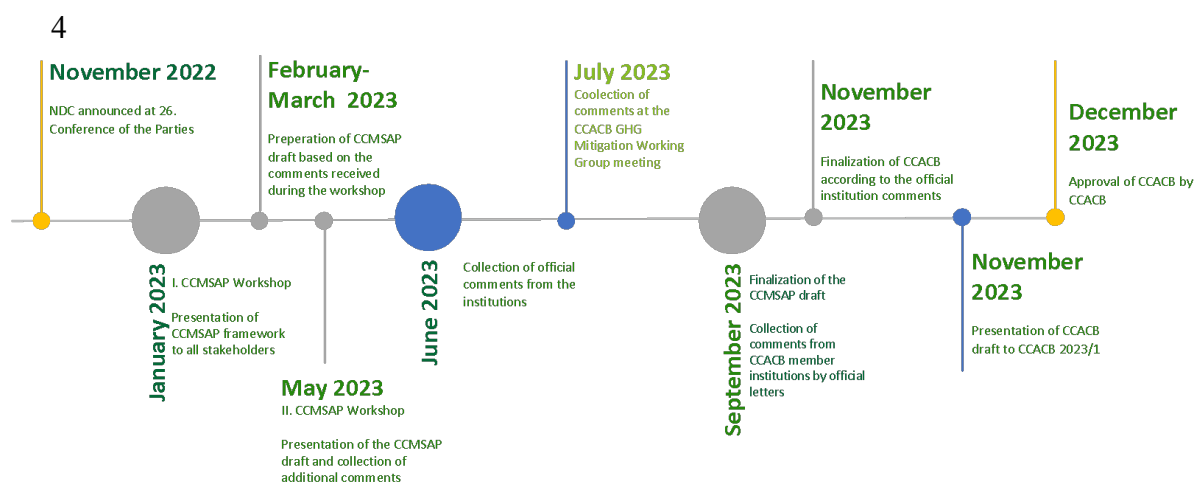 4
November 2022
NDC announced at 26.
Conference of the Parties
January 2023
I. CCMSAP Workshop
Presentation of
CCMSAP framework
to all stakeholders
February-
March 2023
Preperation of CCMSAP
draft based on the
comments received
during the workshop
May 2023
II. CCMSAP Workshop
Presentation of the CCMSAP
draft and collection of
additional comments
June 2023
Collection of official
comments from the
institutions
July 2023
Coolection of
comments at the
CCACB GHG
Mitigation Working
Group meeting
September 2023
Finalization of the
CCMSAP draft
Collection of
comments from
CCACB member
institutions by official
letters
November
2023
Finalization of CCACB
according to the official
institution comments
November
2023
Presentation of CCACB
draft to CCACB 2023/1
December
2023
Approval of CCACB by
CCACB